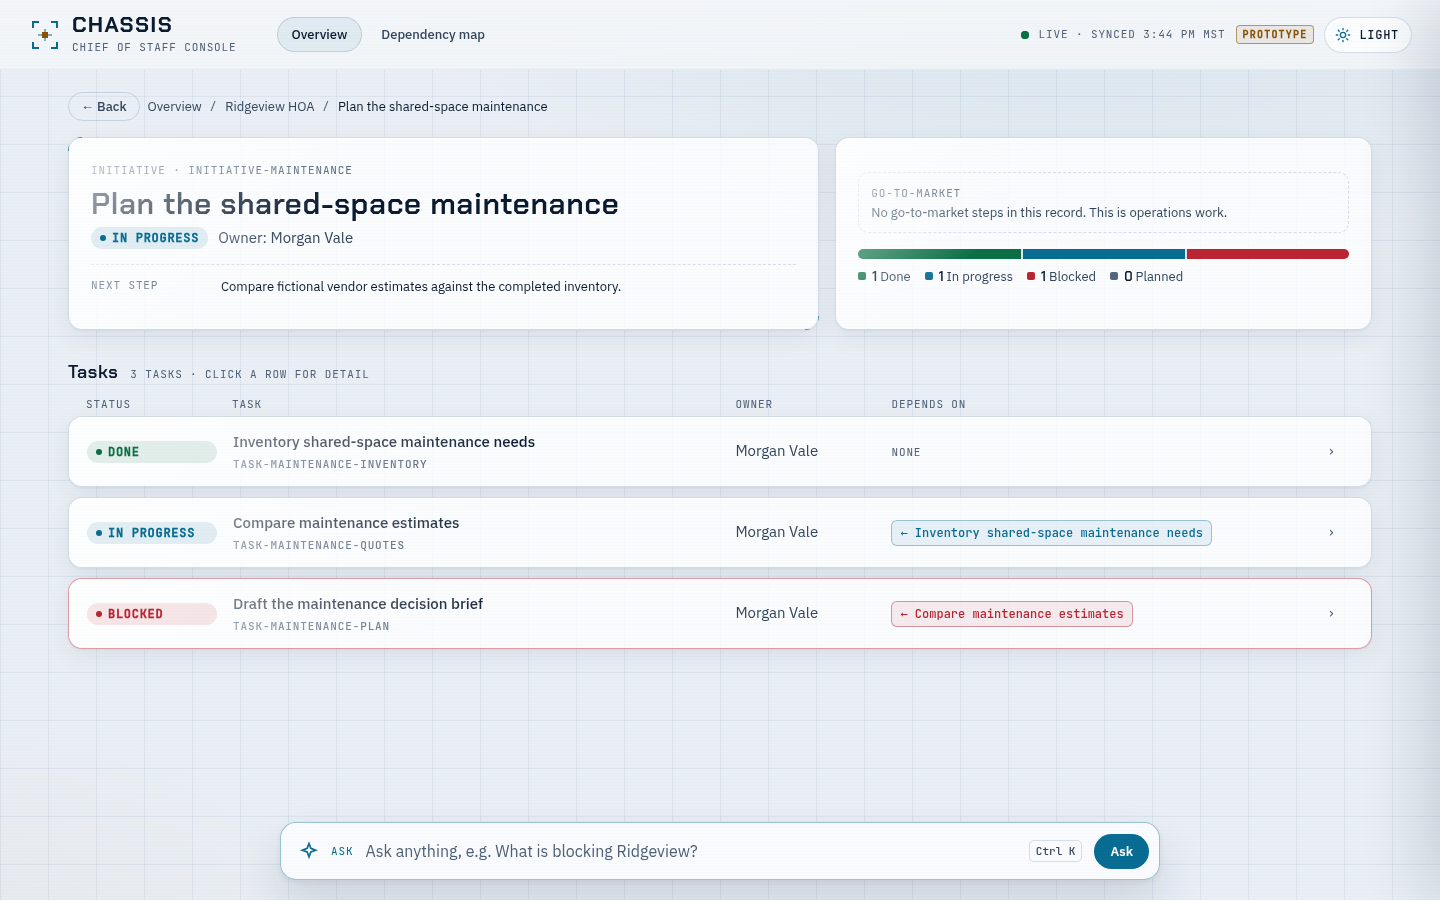 CHASSIS
CHIEF OF STAFF CONSOLE
Overview
Dependency map
LIVE · SYNCED 3:44 PM MST
PROTOTYPE
LIGHT
← Back
Overview / Ridgeview HOA / Plan the shared-space maintenance
INITIATIVE · INITIATIVE-MAINTENANCE
Plan the shared-space maintenance
IN PROGRESS
Owner: Morgan Vale
NEXT STEP
Compare fictional vendor estimates against the completed inventory.
GO-TO-MARKET
No go-to-market steps in this record. This is operations work.
1 Done
1 In progress
1 Blocked
0 Planned
Tasks
3 TASKS · CLICK A ROW FOR DETAIL
STATUS
TASK
OWNER
DEPENDS ON
DONE
Inventory shared-space maintenance needs
TASK-MAINTENANCE-INVENTORY
Morgan Vale
NONE
›
IN PROGRESS
Compare maintenance estimates
TASK-MAINTENANCE-QUOTES
Morgan Vale
← Inventory shared-space maintenance needs
›
BLOCKED
Draft the maintenance decision brief
TASK-MAINTENANCE-PLAN
Morgan Vale
← Compare maintenance estimates
›
ASK
Ask anything, e.g. What is blocking Ridgeview?
Ctrl K
Ask